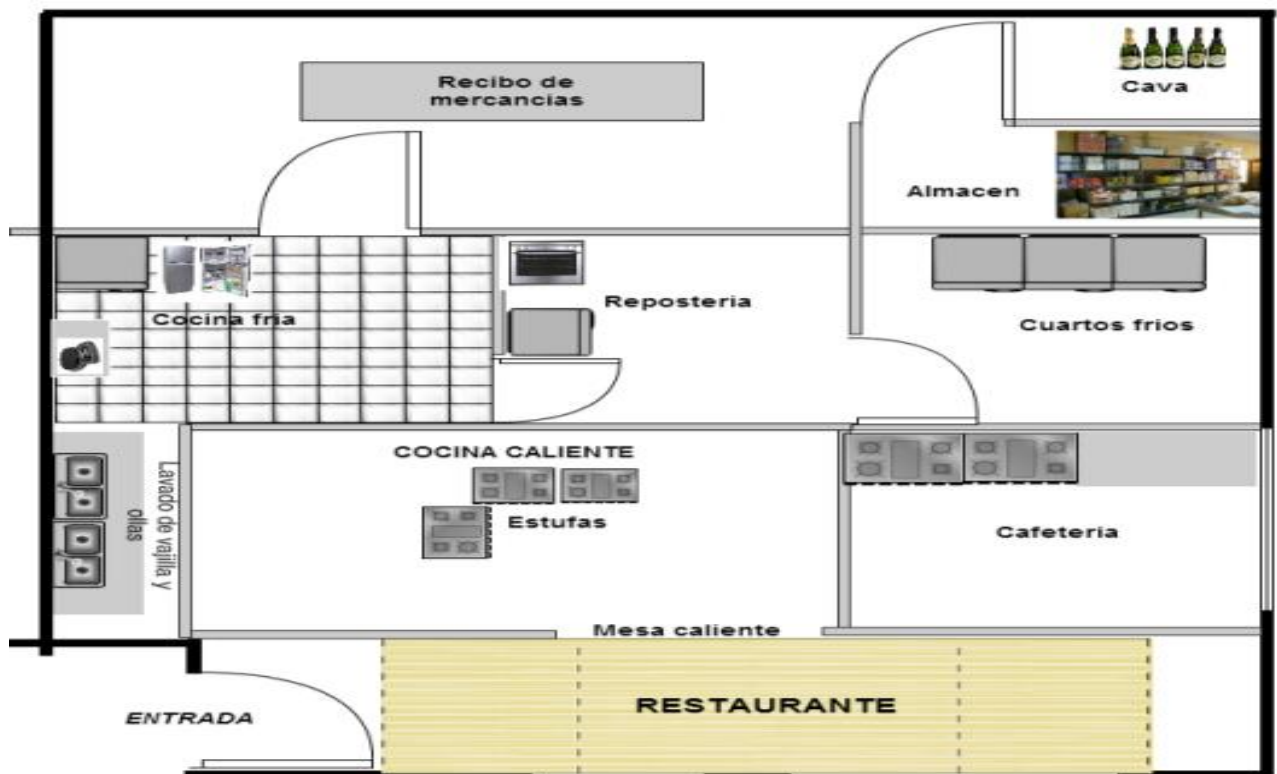 Recibo de
mercancias
Cava
Almacen
Reposteria
Cocina fria
Cuartos frios
COCINA CALIENTE
Estufas
Lavado de vajilla y
ollas
Cafeteria
Mesa caliente
RESTAURANTE
ENTRADA